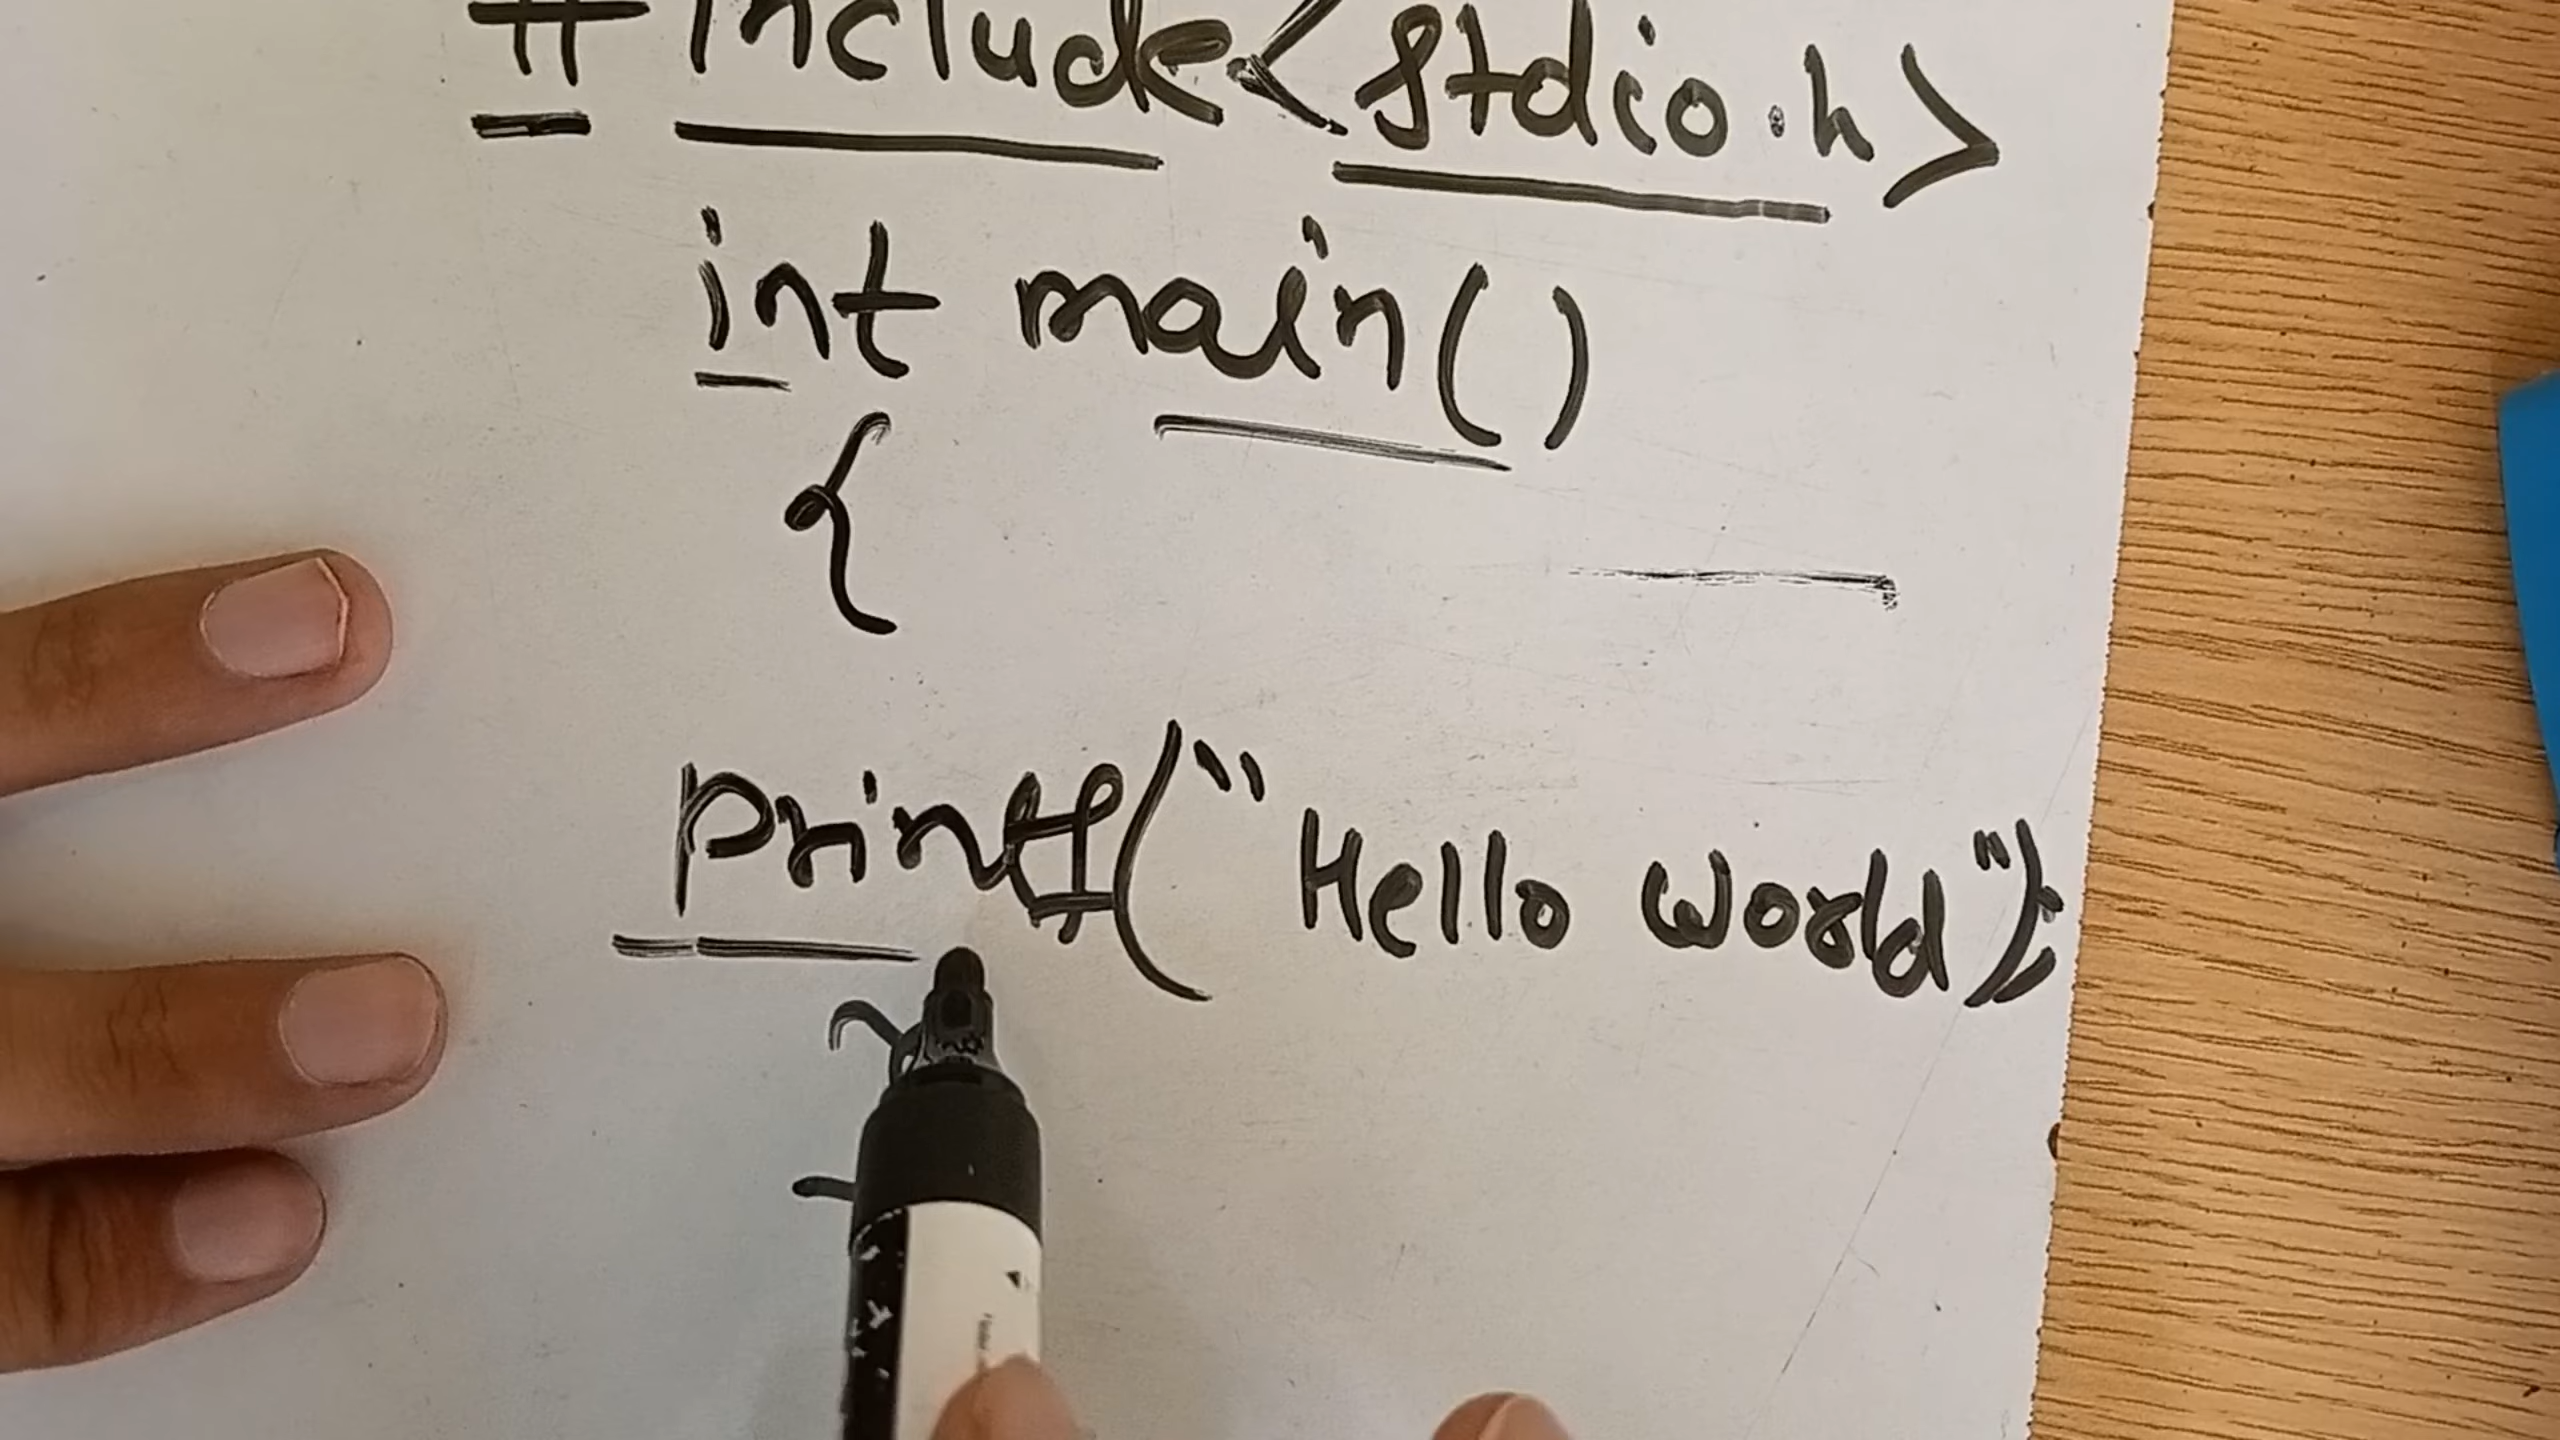 #include<stdio.h>
int main()
{
printf("Hello world");
}